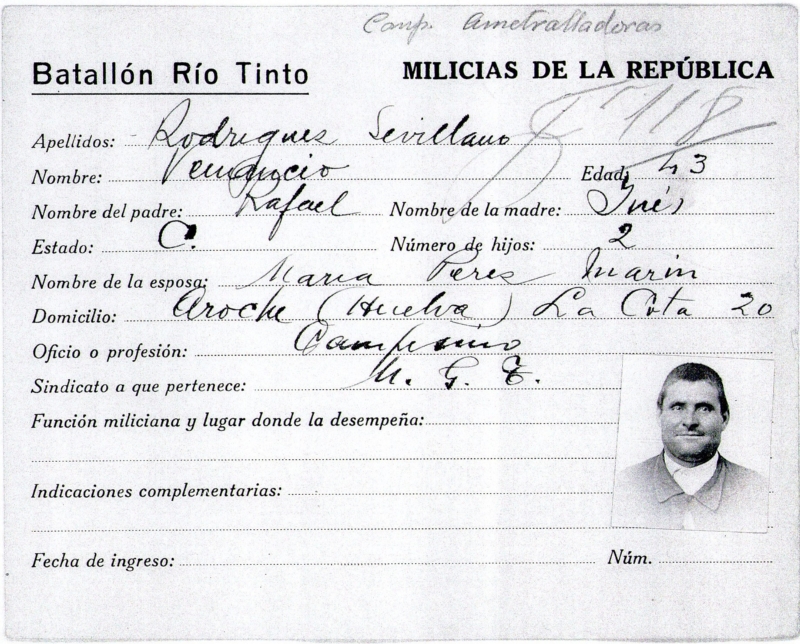 Comp. Ametralladoras
Batallón Río Tinto MILICIAS DE LA REPÚBLICA
118
Apellidos: Rodrigues Sevillano
Nombre: Venancio Edad: 43
Nombre del padre: Rafael Nombre de la madre: Inés
Estado: C. Número de hijos: 2
Nombre de la esposa: Maria Peres Marin
Domicilio: Aroche (Huelva) La Cota 20
Oficio o profesión: Campesino
Sindicato a que pertenece: U. G. T.
Función miliciana y lugar donde la desempeña:
Indicaciones complementarias:
Fecha de ingreso: Núm.